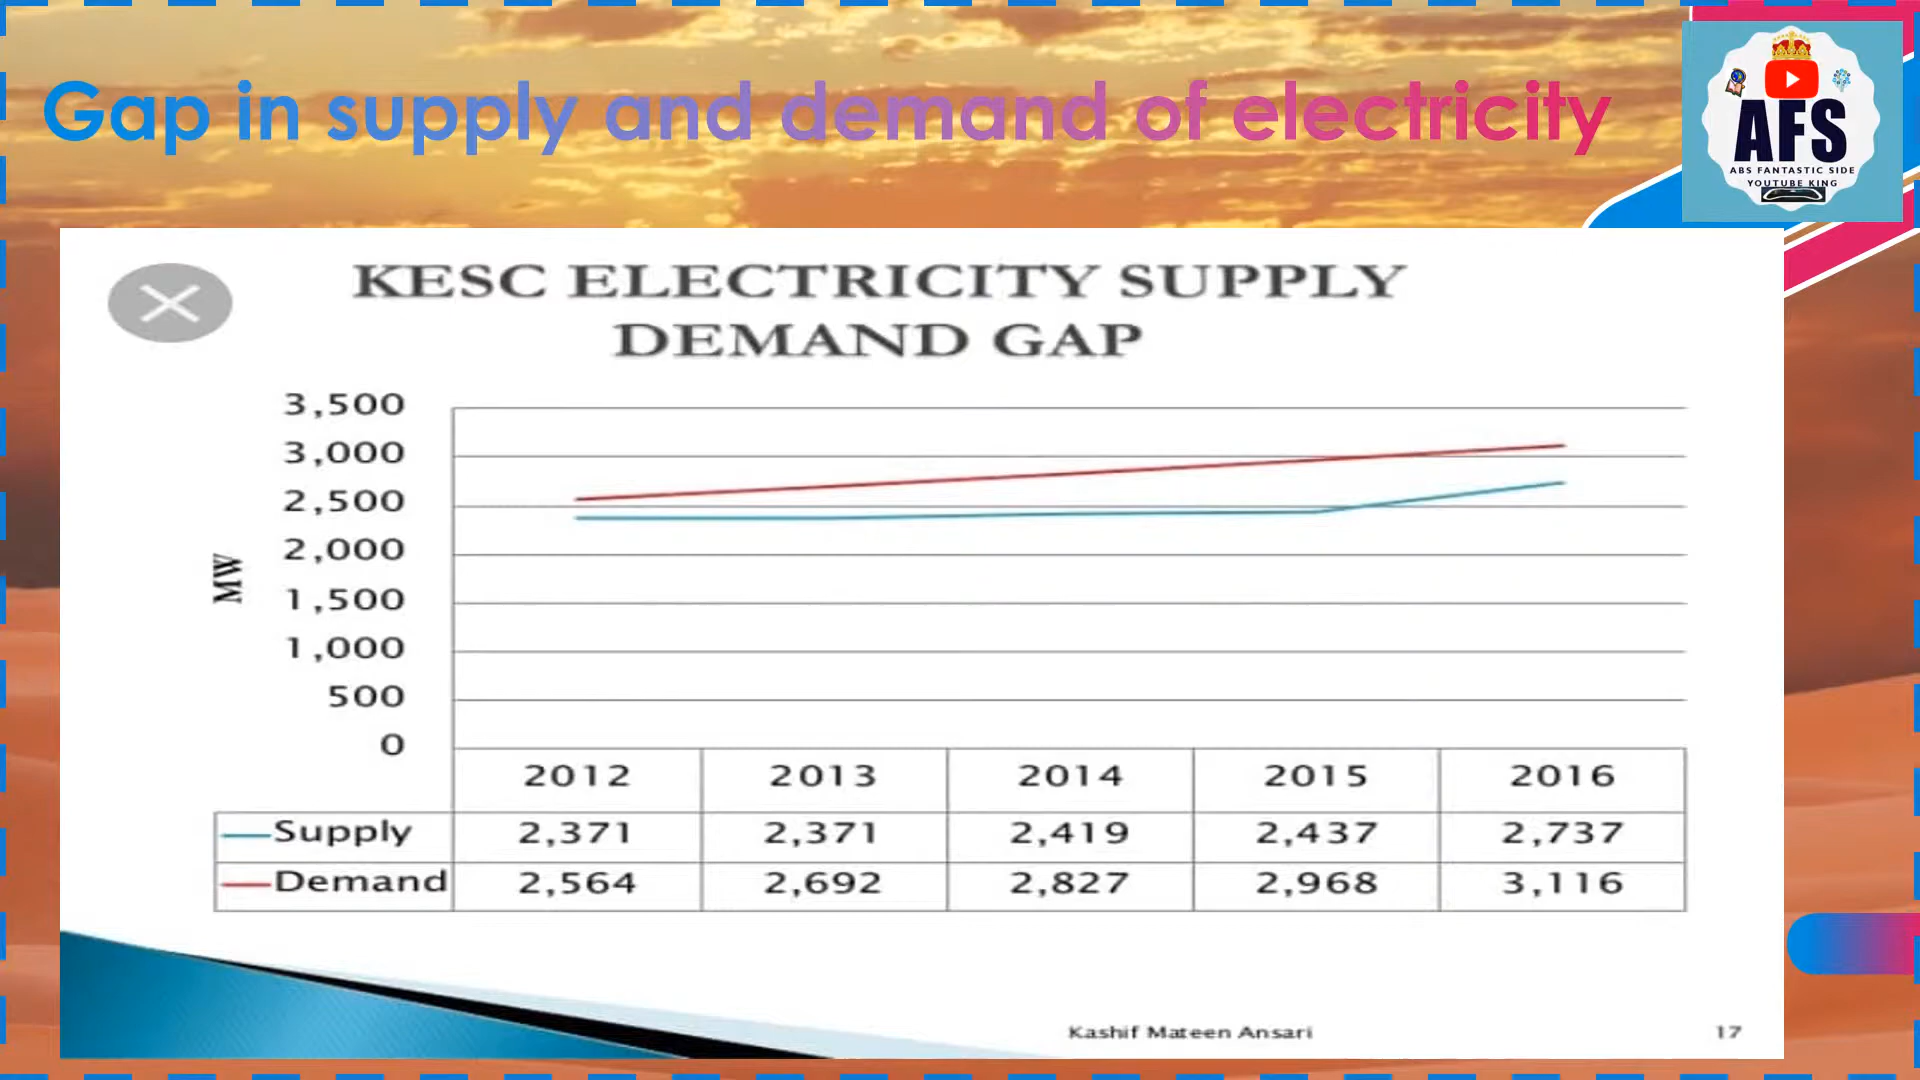 Gap in supply and demand of electricity
AFS
ABS FANTASTIC SIDE
YOUTUBE KING
KESC ELECTRICITY SUPPLY
DEMAND GAP
3,500
3,000
2,500
2,000
1,500
1,000
500
0
MW
2012 2013 2014 2015 2016
Supply 2,371 2,371 2,419 2,437 2,737
Demand 2,564 2,692 2,827 2,968 3,116
Kashif Mateen Ansari 17